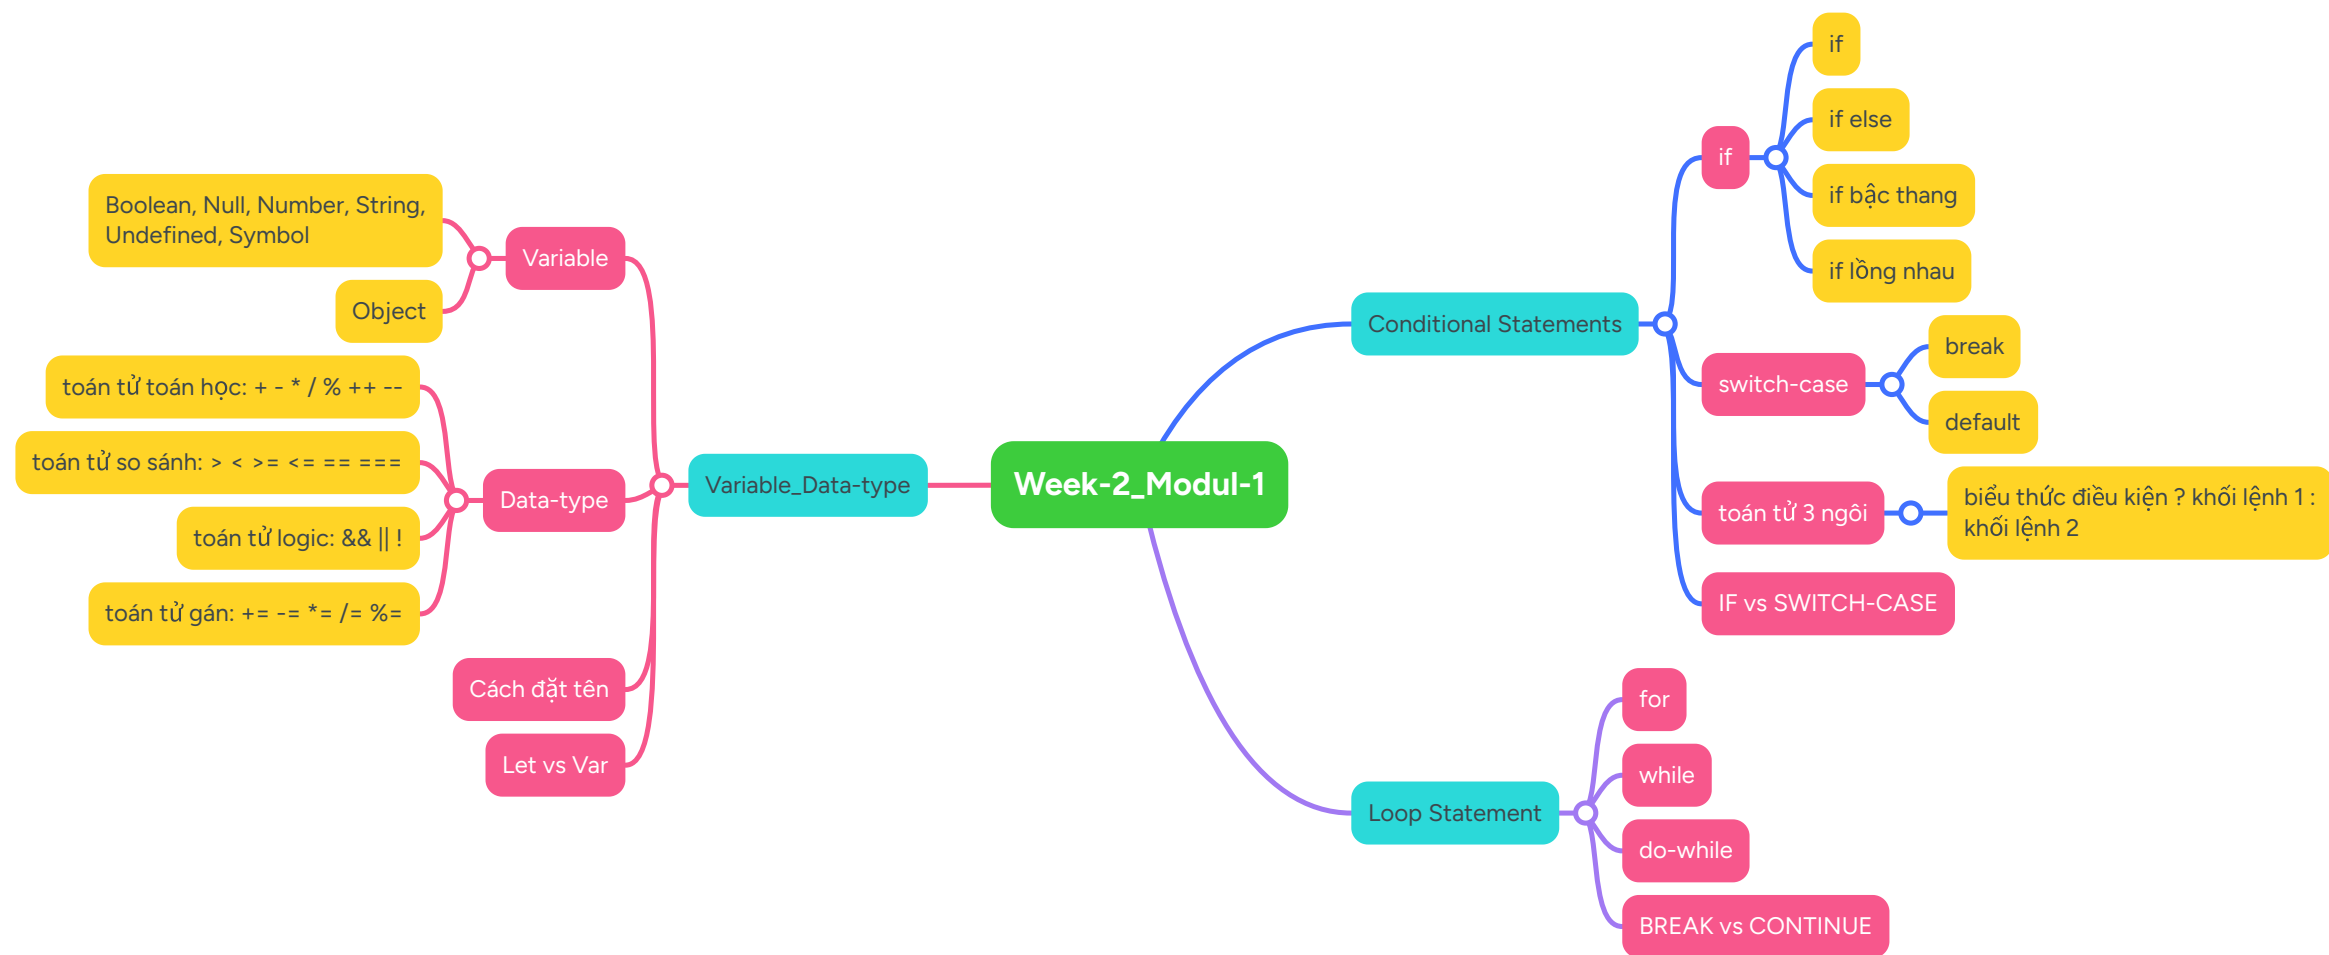 Week-2_Modul-1
Variable_Data-type
Variable
Boolean, Null, Number, String,
Undefined, Symbol
Object
Data-type
toán tử toán học: + - * / % ++ --
toán tử so sánh: > < >= <= == ===
toán tử logic: && || !
toán tử gán: += -= *= /= %=
Cách đặt tên
Let vs Var
Conditional Statements
if
if
if else
if bậc thang
if lồng nhau
switch-case
break
default
toán tử 3 ngôi
biểu thức điều kiện ? khối lệnh 1 :
khối lệnh 2
IF vs SWITCH-CASE
Loop Statement
for
while
do-while
BREAK vs CONTINUE